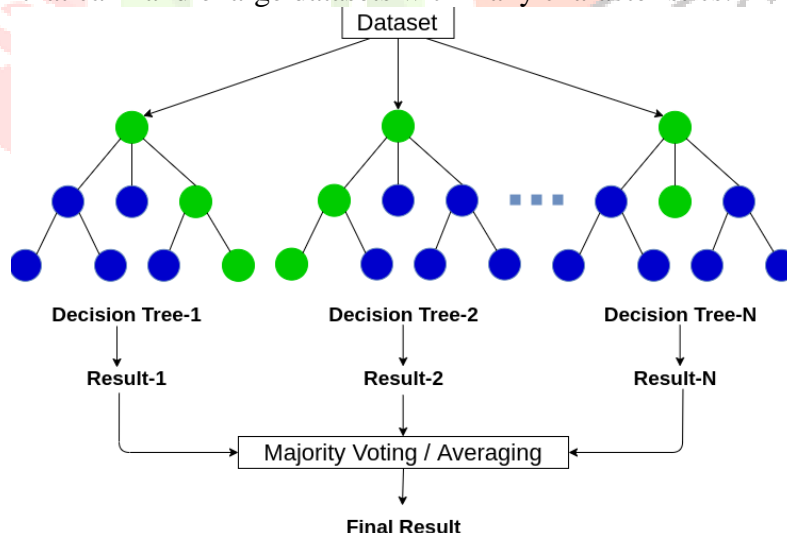 Dataset
Decision Tree-1
Decision Tree-2
Decision Tree-N
Result-1
Result-2
Result-N
Majority Voting / Averaging
Final Result